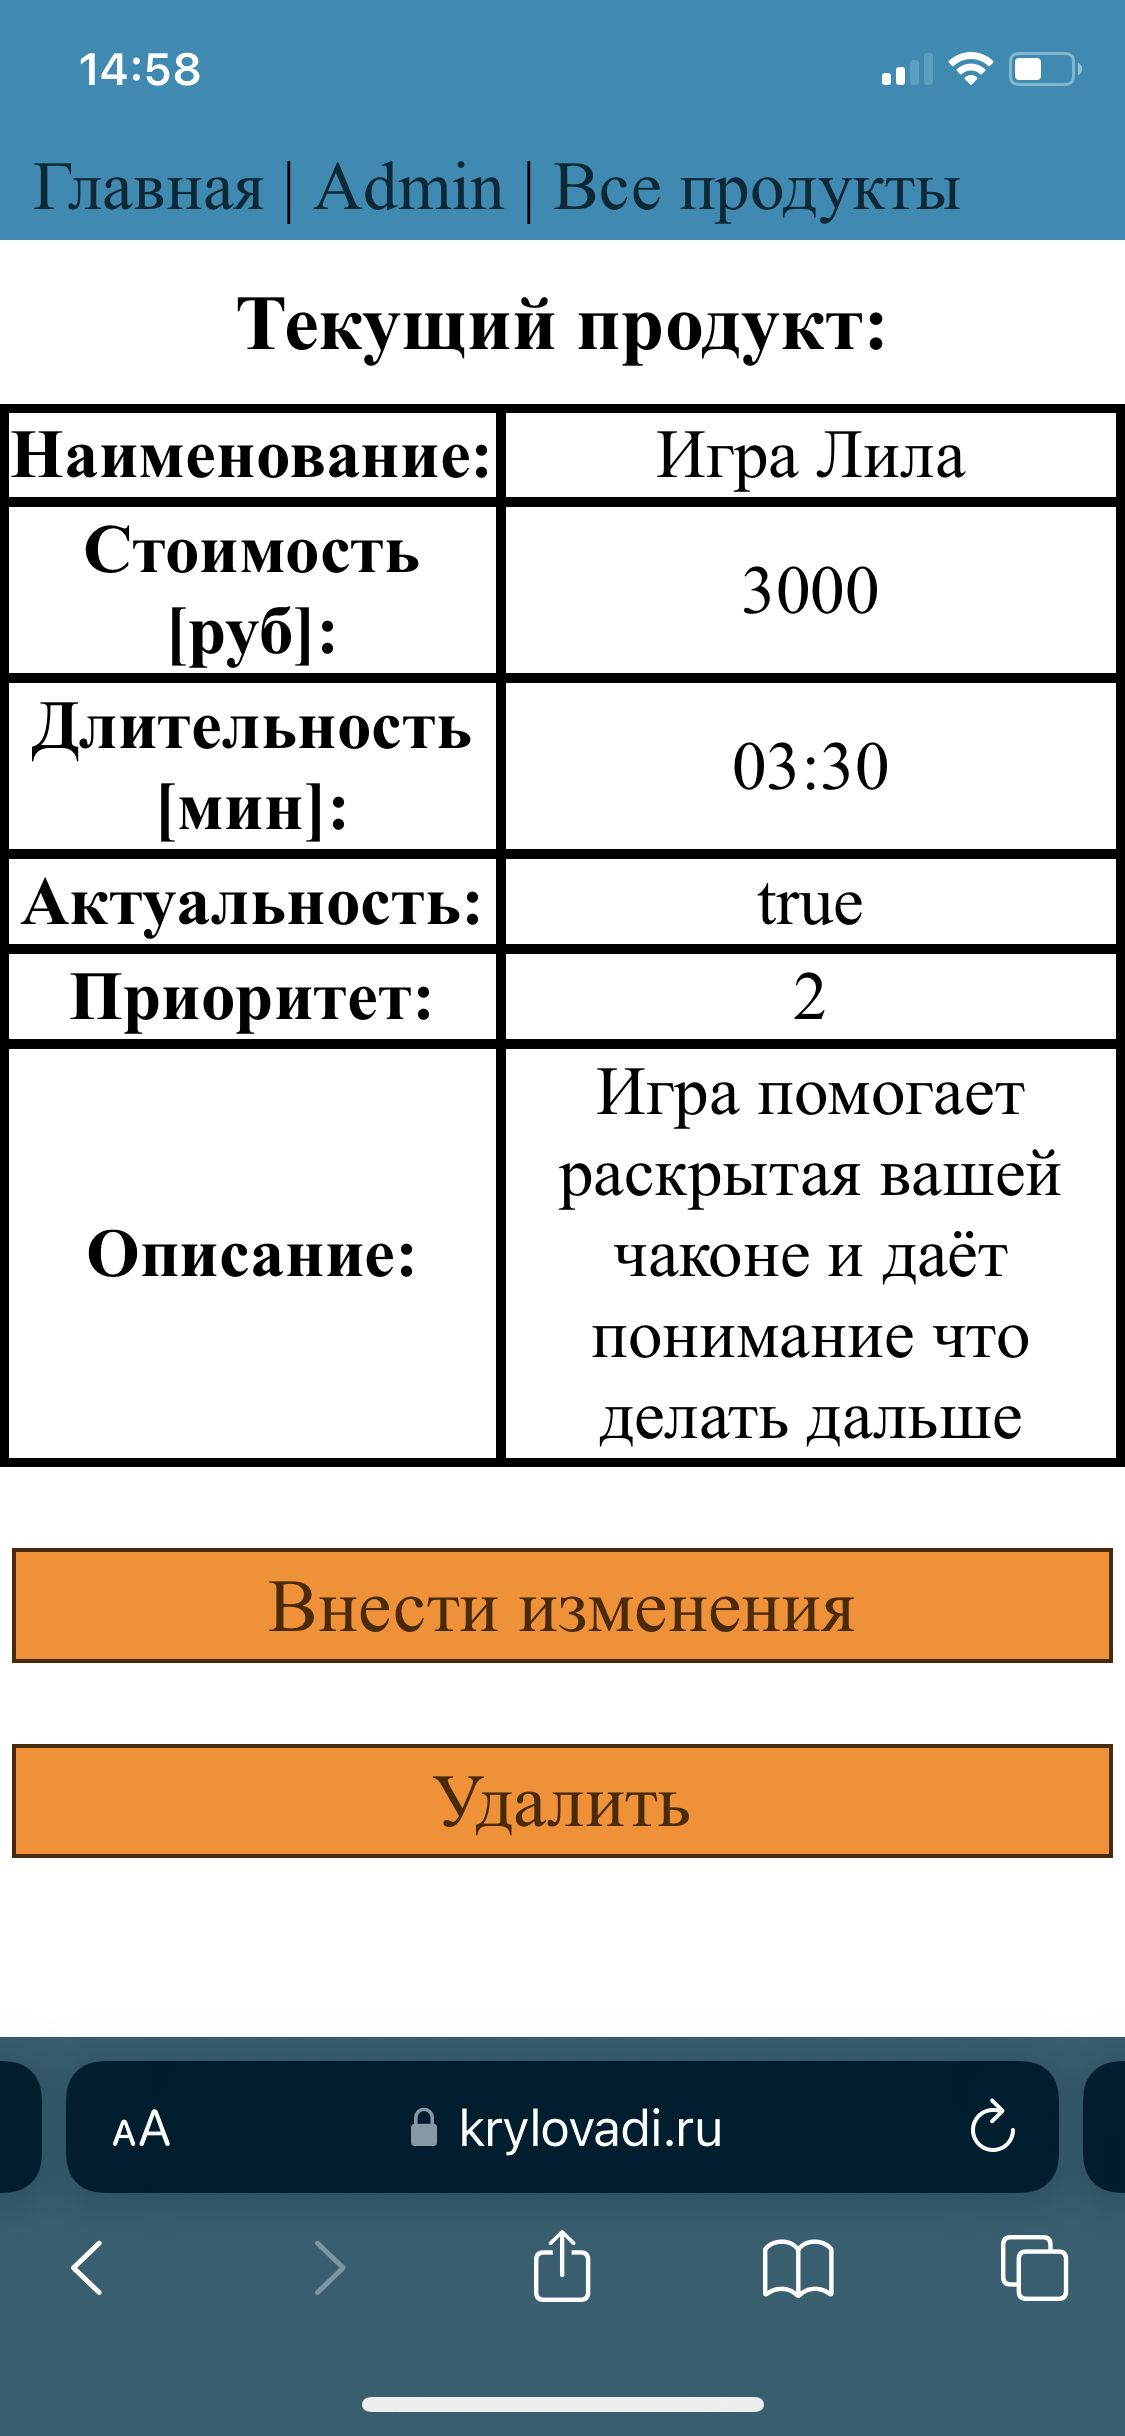 14:58
Главная | Admin | Все продукты
Текущий продукт:
Наименование: Игра Лила
Стоимость
[руб]:
3000
Длительность
[мин]:
03:30
Актуальность: true
Приоритет: 2
Описание:
Игра помогает
раскрытая вашей
чаконе и даёт
понимание что
делать дальше
Внести изменения
Удалить
AA krylovadi.ru